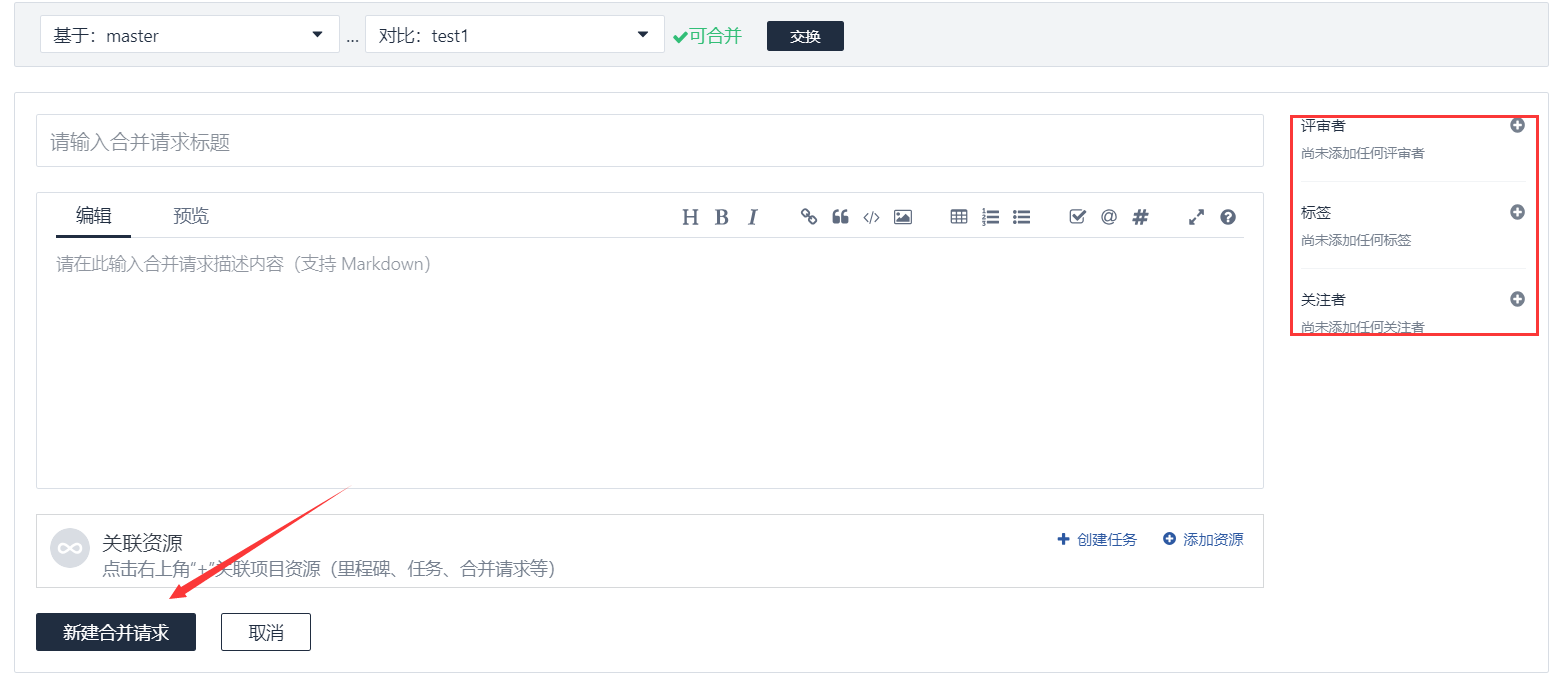 基于：master ... 对比：test1 可合并 交换
请输入合并请求标题
编辑 预览 H B I
请在此输入合并请求描述内容（支持 Markdown）
关联资源 创建任务 添加资源
点击右上角“+”关联项目资源（里程碑、任务、合并请求等）
新建合并请求 取消
评审者
尚未添加任何评审者
标签
尚未添加任何标签
关注者
尚未添加任何关注者